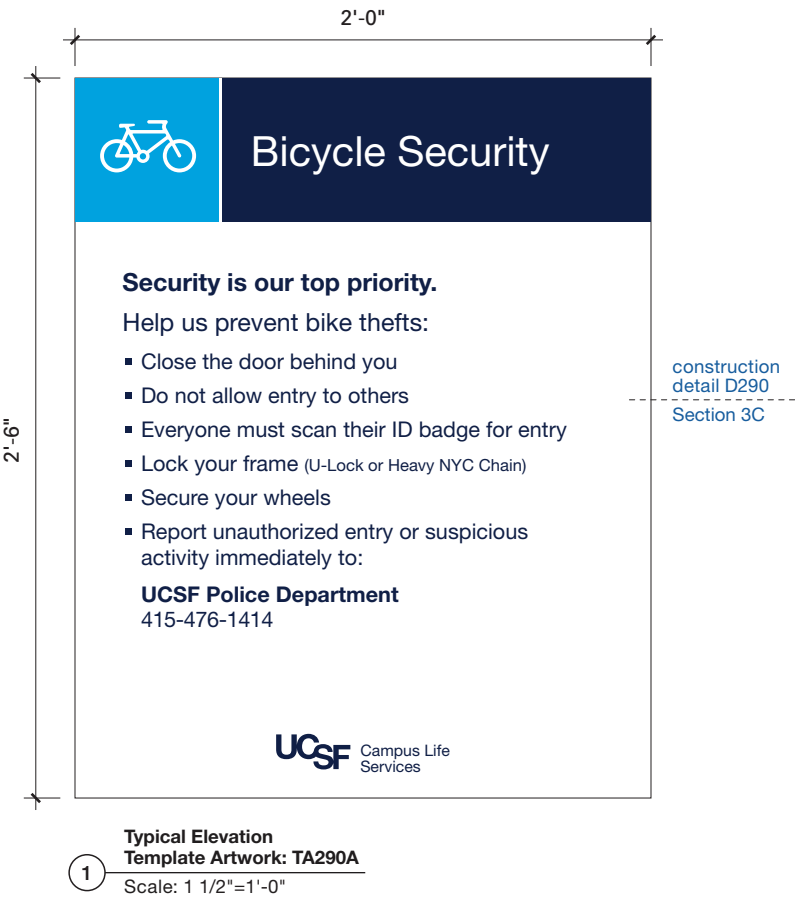 2'-0"
Bicycle Security
Security is our top priority.
Help us prevent bike thefts:
▪ Close the door behind you
▪ Do not allow entry to others
▪ Everyone must scan their ID badge for entry
▪ Lock your frame (U-Lock or Heavy NYC Chain)
▪ Secure your wheels
▪ Report unauthorized entry or suspicious
activity immediately to:
UCSF Police Department
415-476-1414
UCSF Campus Life
Services
2'-6"
construction
detail D290
Section 3C
1
Typical Elevation
Template Artwork: TA290A
Scale: 1 1/2"=1'-0"